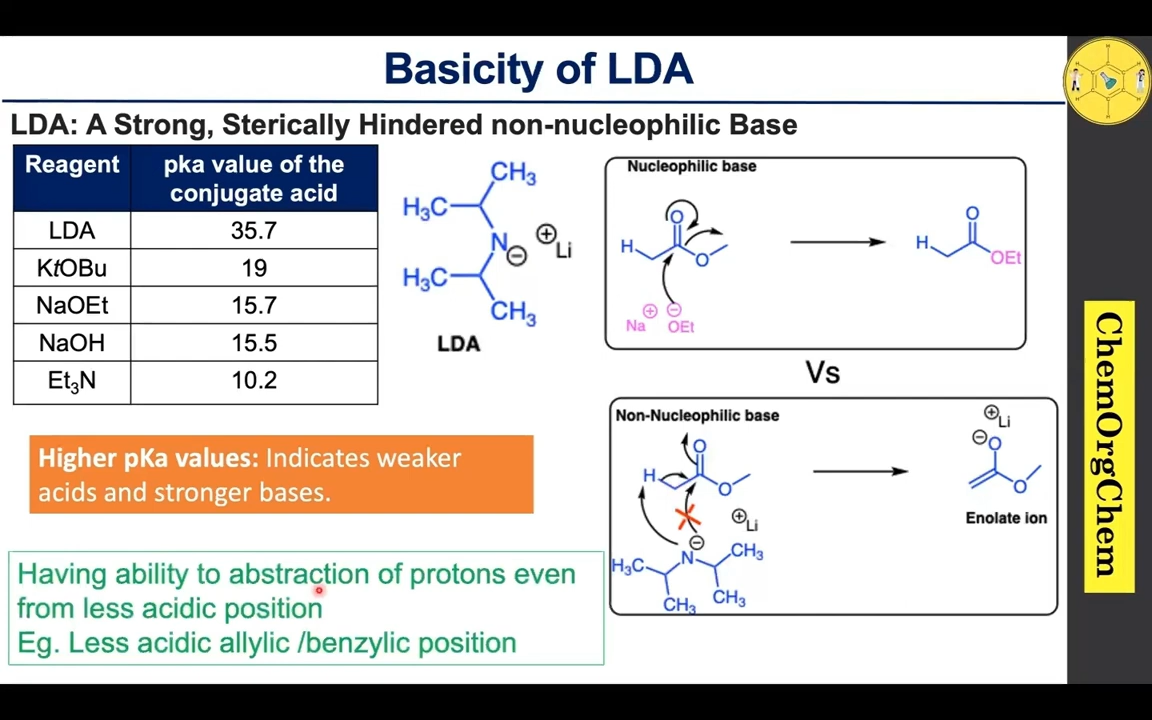 Basicity of LDA
LDA: A Strong, Sterically Hindered non-nucleophilic Base
Reagent
pka value of the
conjugate acid
LDA 35.7
KtOBu 19
NaOEt 15.7
NaOH 15.5
Et₃N 10.2
CH₃
H₃C
N ⊖ ⊕ Li
H₃C
CH₃
LDA
Higher pKa values: Indicates weaker
acids and stronger bases.
Having ability to abstraction of protons even
from less acidic position
Eg. Less acidic allylic /benzylic position
Nucleophilic base
O
H
O
⊕ ⊖
Na OEt
O
H
OEt
Vs
Non-Nucleophilic base
O
H
O
⊕ Li
⊖
H₃C N CH₃
CH₃ CH₃
⊕ Li
⊖ O
O
Enolate ion
ChemOrgChem